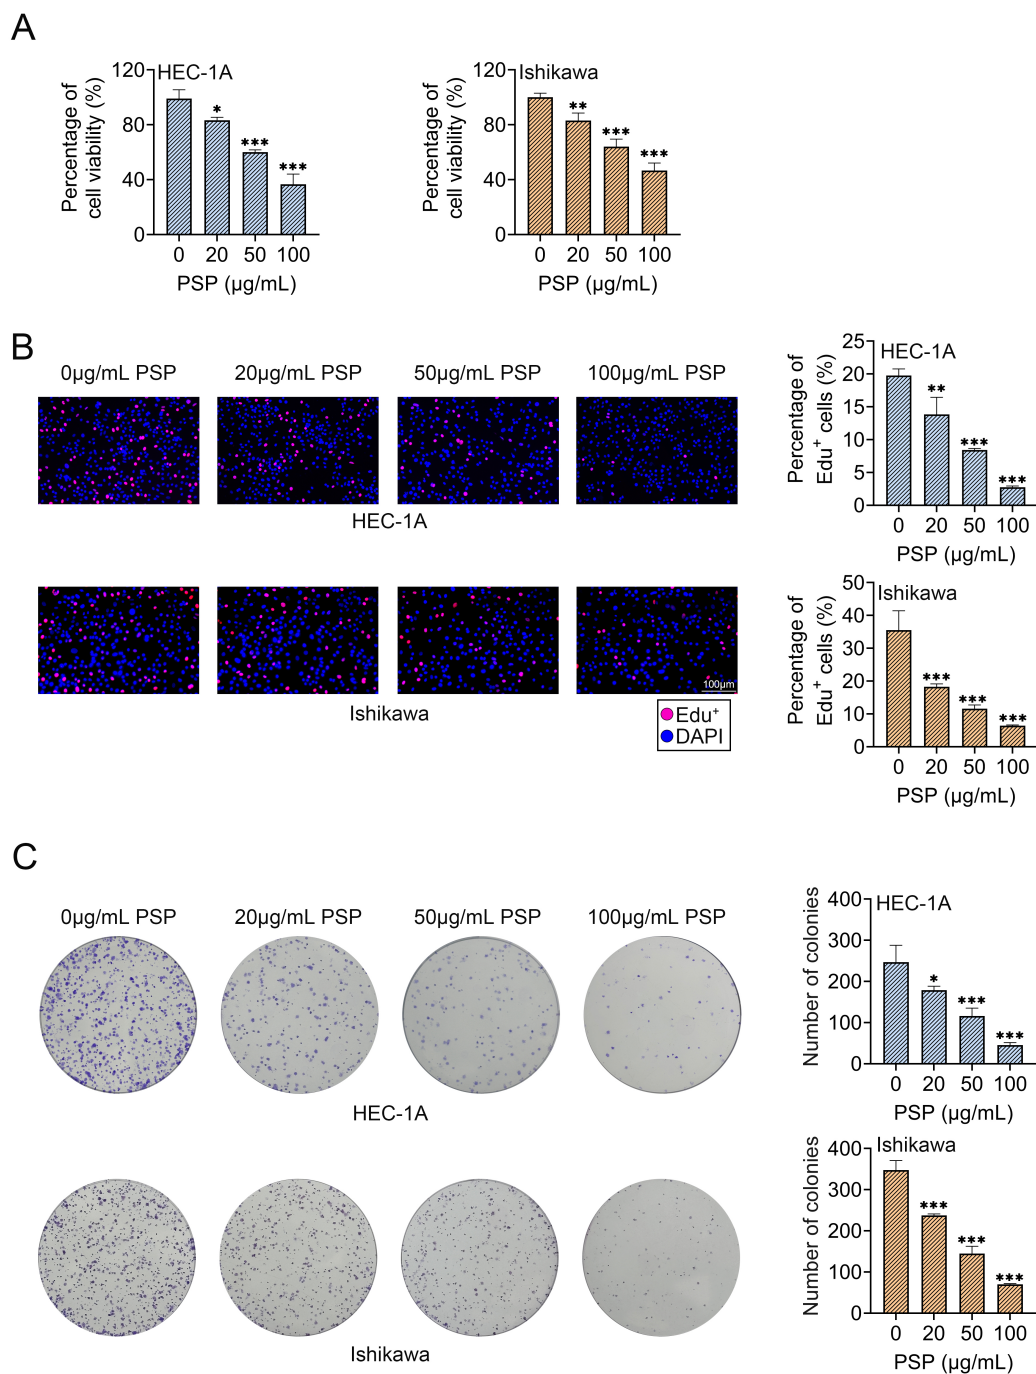 A
HEC-1A
Percentage of
cell viability (%)
120
80
40
0
*
***
***
0 20 50 100
PSP (µg/mL)
Ishikawa
Percentage of
cell viability (%)
120
80
40
0
**
***
***
0 20 50 100
PSP (µg/mL)
B
0µg/mL PSP 20µg/mL PSP 50µg/mL PSP 100µg/mL PSP
HEC-1A
100µm
Ishikawa
Edu⁺
DAPI
HEC-1A
Percentage of
Edu⁺ cells (%)
25
20
15
10
5
0
**
***
***
0 20 50 100
PSP (µg/mL)
Ishikawa
Percentage of
Edu⁺ cells (%)
50
40
30
20
10
0
***
***
***
0 20 50 100
PSP (µg/mL)
C
0µg/mL PSP 20µg/mL PSP 50µg/mL PSP 100µg/mL PSP
HEC-1A
Ishikawa
HEC-1A
Number of colonies
400
300
200
100
0
*
***
***
0 20 50 100
PSP (µg/mL)
Ishikawa
Number of colonies
400
300
200
100
0
***
***
***
0 20 50 100
PSP (µg/mL)